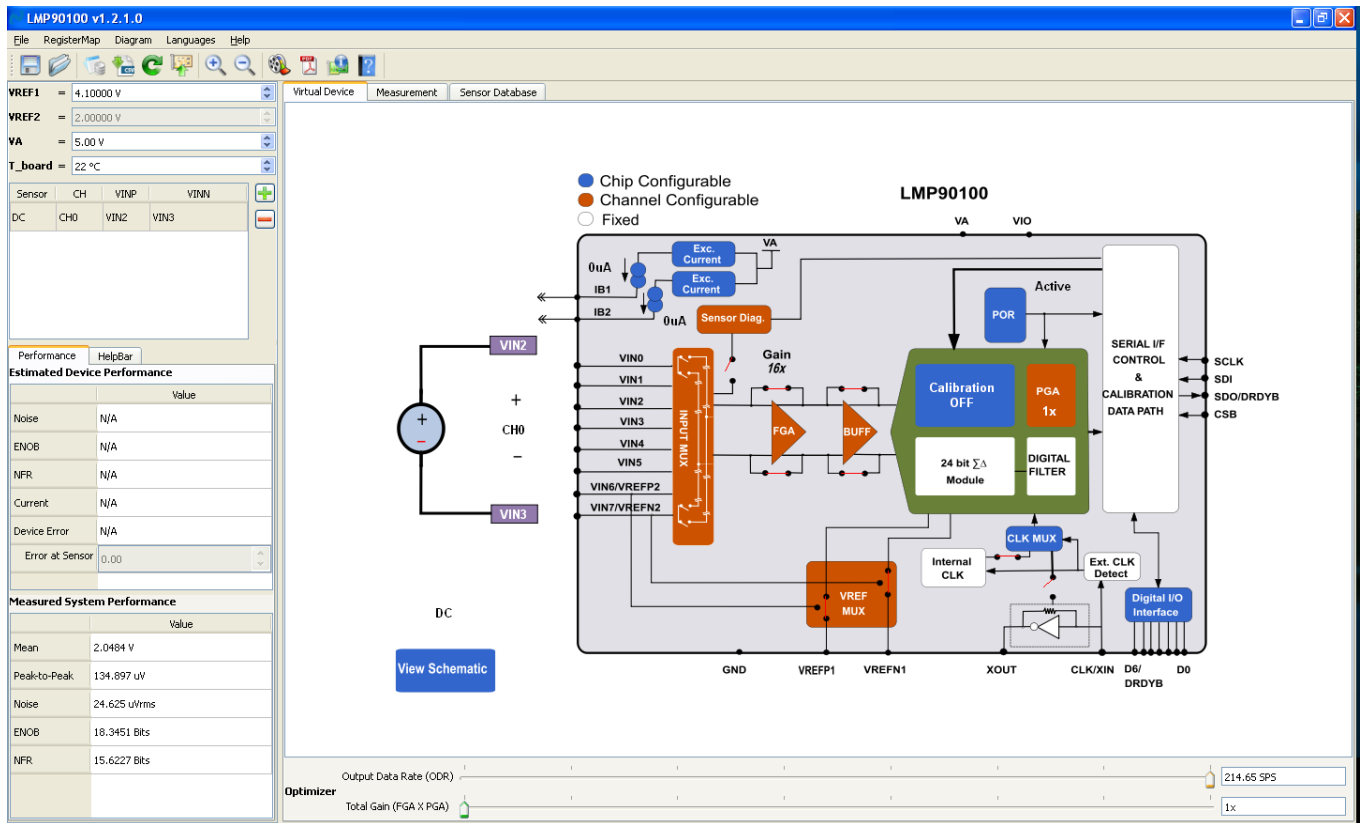 LMP90100 v1.2.1.0
File RegisterMap Diagram Languages Help
VREF1 = 4.10000 V
VREF2 = 2.00000 V
VA = 5.00 V
T_board = 22 °C
Sensor CH VINP VINN
DC CH0 VIN2 VIN3
Performance HelpBar
Estimated Device Performance
Value
Noise N/A
ENOB N/A
NFR N/A
Current N/A
Device Error N/A
Error at Sensor 0.00
Measured System Performance
Value
Mean 2.0484 V
Peak-to-Peak 134.897 uV
Noise 24.625 uVrms
ENOB 18.3451 Bits
NFR 15.6227 Bits
Virtual Device Measurement Sensor Database
Chip Configurable
Channel Configurable
Fixed
LMP90100
VA VIO
Exc.
Current
VA
0uA
IB1
Exc.
Current
IB2
0uA
Sensor Diag.
Active
POR
SERIAL I/F
CONTROL
&
CALIBRATION
DATA PATH
SCLK
SDI
SDO/DRDYB
CSB
VIN2
+
CH0
−
VIN3
+
−
DC
View Schematic
VIN0
VIN1
VIN2
VIN3
VIN4
VIN5
VIN6/VREFP2
VIN7/VREFN2
INPUT MUX
Gain
16x
FGA
BUFF
Calibration
OFF
PGA
1x
24 bit ∑Δ
Module
DIGITAL
FILTER
CLK MUX
Internal
CLK
Ext. CLK
Detect
VREF
MUX
Digital I/O
Interface
GND VREFP1 VREFN1 XOUT CLK/XIN D6/
DRDYB
D0
Optimizer
Output Data Rate (ODR) 214.65 SPS
Total Gain (FGA X PGA) 1x